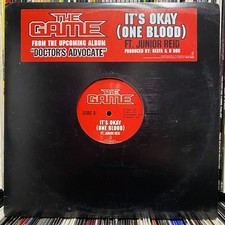 THE GAME
FROM THE UPCOMING ALBUM
"DOCTOR'S ADVOCATE"
IT'S OKAY
(ONE BLOOD)
FT. JUNIOR REID
PRODUCED BY: REEFA & D ROC
THE
GAME
IT'S OKAY
(ONE BLOOD)
FT. JUNIOR REID